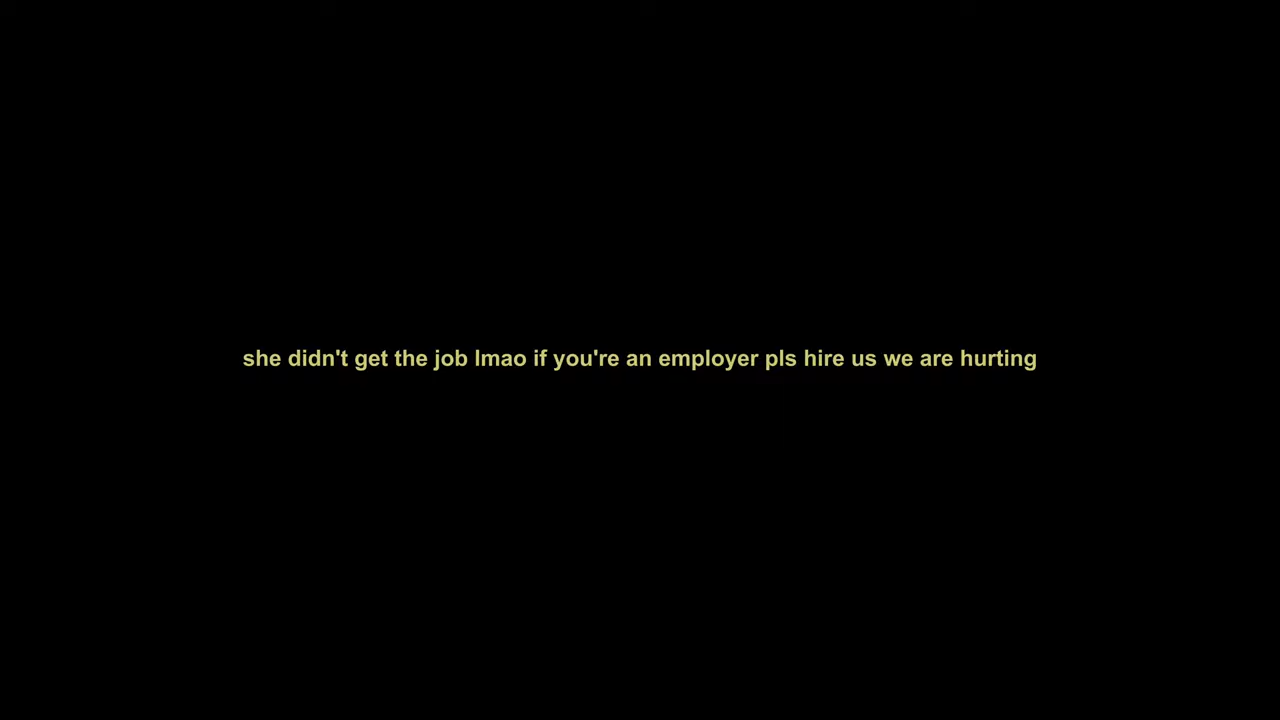 she didn't get the job lmao if you're an employer pls hire us we are hurting